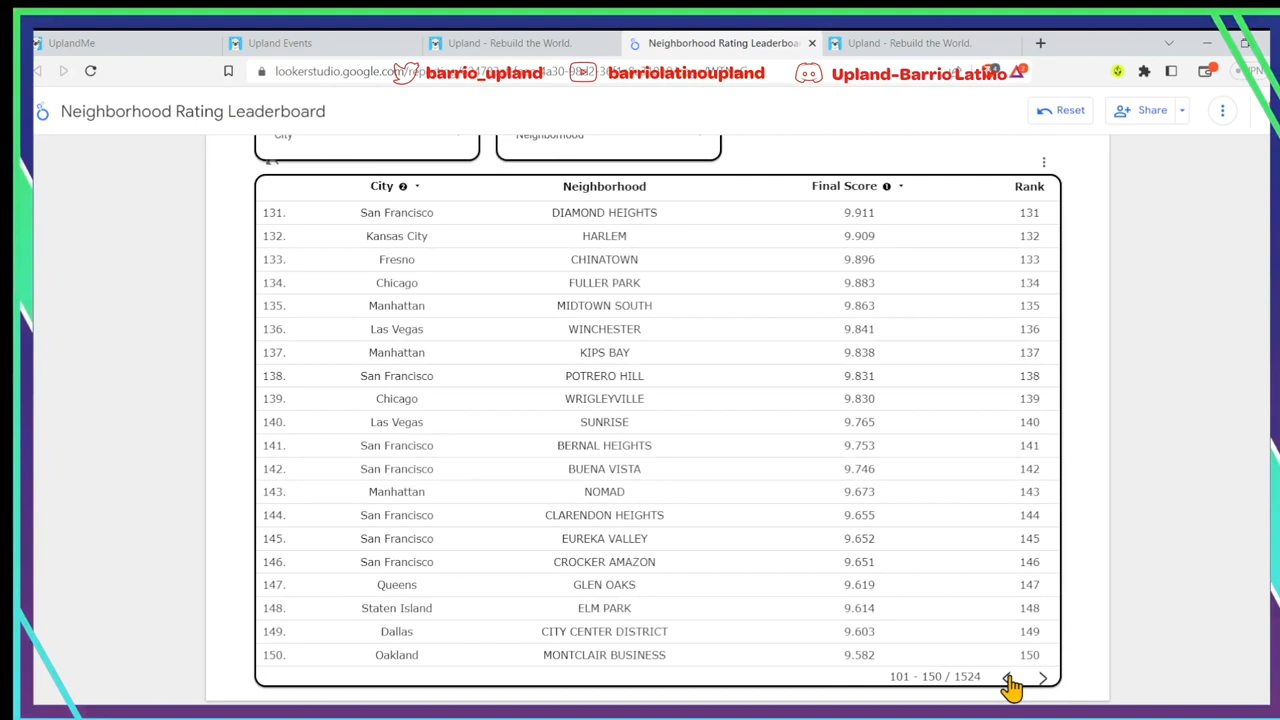 UplandMe
Upland Events
Upland - Rebuild the World.
Neighborhood Rating Leaderboar
Upland - Rebuild the World.
lookerstudio.google.com/re
barrio_upland
barriolatinoupland
Upland-Barrio Latino
Neighborhood Rating Leaderboard
Reset
Share
City
Neighborhood
City 2 Neighborhood Final Score 1 Rank
131. San Francisco DIAMOND HEIGHTS 9.911 131
132. Kansas City HARLEM 9.909 132
133. Fresno CHINATOWN 9.896 133
134. Chicago FULLER PARK 9.883 134
135. Manhattan MIDTOWN SOUTH 9.863 135
136. Las Vegas WINCHESTER 9.841 136
137. Manhattan KIPS BAY 9.838 137
138. San Francisco POTRERO HILL 9.831 138
139. Chicago WRIGLEYVILLE 9.830 139
140. Las Vegas SUNRISE 9.765 140
141. San Francisco BERNAL HEIGHTS 9.753 141
142. San Francisco BUENA VISTA 9.746 142
143. Manhattan NOMAD 9.673 143
144. San Francisco CLARENDON HEIGHTS 9.655 144
145. San Francisco EUREKA VALLEY 9.652 145
146. San Francisco CROCKER AMAZON 9.651 146
147. Queens GLEN OAKS 9.619 147
148. Staten Island ELM PARK 9.614 148
149. Dallas CITY CENTER DISTRICT 9.603 149
150. Oakland MONTCLAIR BUSINESS 9.582 150
101 - 150 / 1524